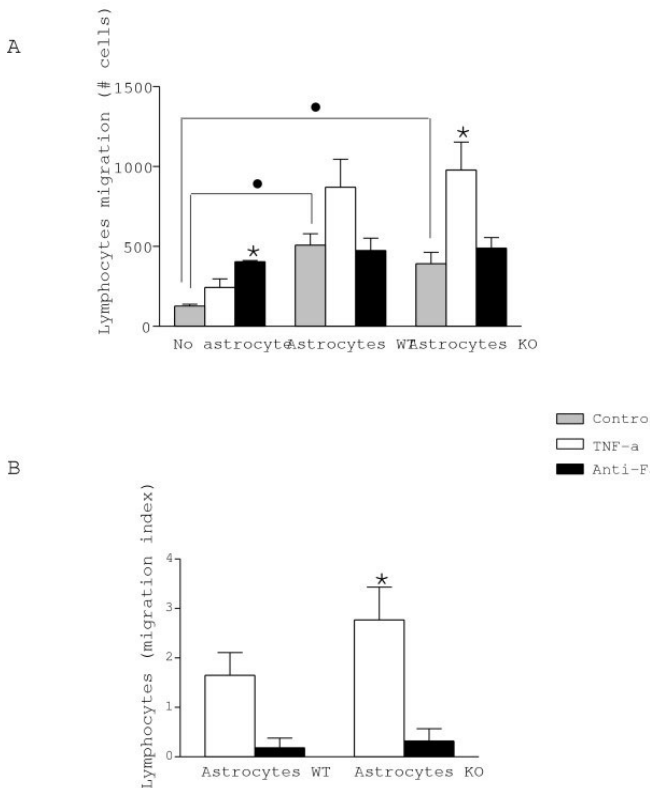 A
Lymphocytes migration (# cells)
1500
1000
500
0
No astrocyte Astrocytes WT Astrocytes KO
Contro
TNF-a
Anti-F
B
Lymphocytes (migration index)
4
3
2
1
0
Astrocytes WT Astrocytes KO